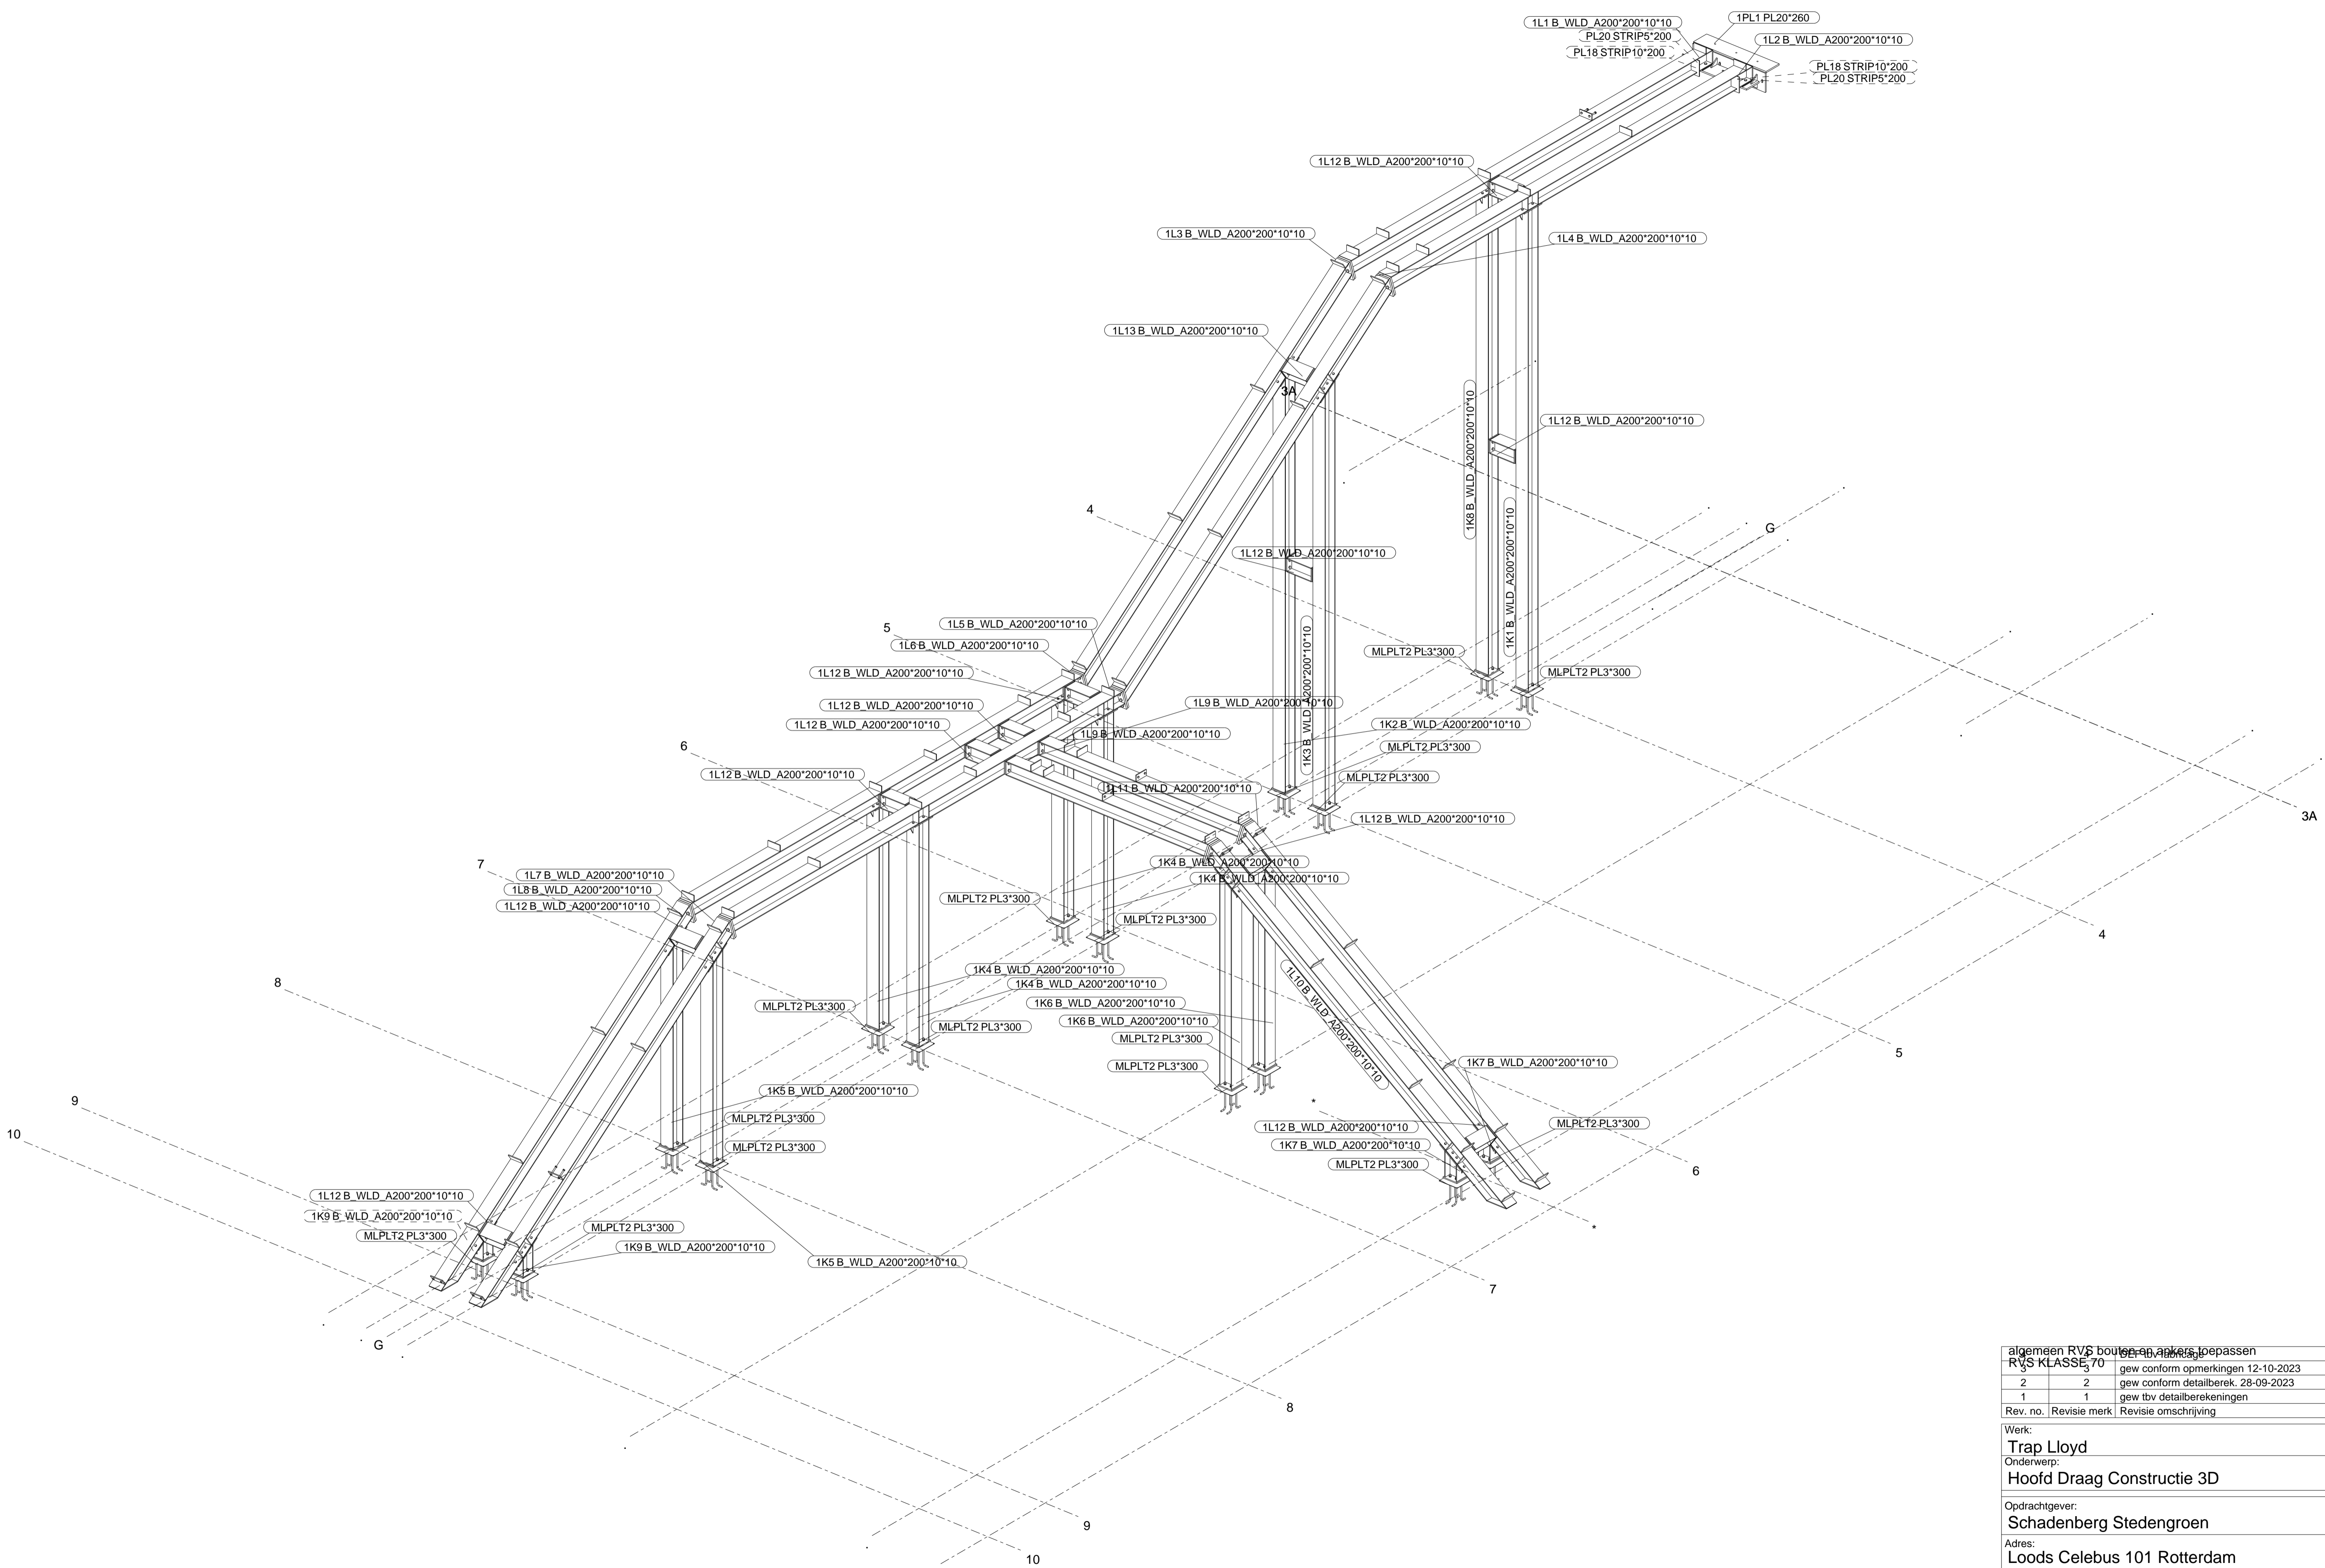 1L1 B_WLD_A200*200*10*10
1PL1 PL20*260
PL20 STRIP5*200
1L2 B_WLD_A200*200*10*10
PL18 STRIP10*200
PL18 STRIP10*200
PL20 STRIP5*200
1L12 B_WLD_A200*200*10*10
1L3 B_WLD_A200*200*10*10
1L4 B_WLD_A200*200*10*10
1L13 B_WLD_A200*200*10*10
3A
1K8 B_WLD_A200*200*10*10
1L12 B_WLD_A200*200*10*10
4
G
1K1 B_WLD_A200*200*10*10
1L12 B_WLD_A200*200*10*10
5
1L5 B_WLD_A200*200*10*10
1L6 B_WLD_A200*200*10*10
1K3 B_WLD_A200*200*10*10
MLPLT2 PL3*300
MLPLT2 PL3*300
1L12 B_WLD_A200*200*10*10
1L12 B_WLD_A200*200*10*10
1L9 B_WLD_A200*200*10*10
1L12 B_WLD_A200*200*10*10
1K2 B_WLD_A200*200*10*10
1L9 B_WLD_A200*200*10*10
6
MLPLT2 PL3*300
1L12 B_WLD_A200*200*10*10
MLPLT2 PL3*300
1L11 B_WLD_A200*200*10*10
3A
1L12 B_WLD_A200*200*10*10
7
1K4 B_WLD_A200*200*10*10
1L7 B_WLD_A200*200*10*10
1K4 B_WLD_A200*200*10*10
1L8 B_WLD_A200*200*10*10
MLPLT2 PL3*300
1L12 B_WLD_A200*200*10*10
MLPLT2 PL3*300
4
1K4 B_WLD_A200*200*10*10
8
1K4 B_WLD_A200*200*10*10
1K6 B_WLD_A200*200*10*10
MLPLT2 PL3*300
1L10 B_WLD_A200*200*10*10
1K6 B_WLD_A200*200*10*10
MLPLT2 PL3*300
MLPLT2 PL3*300
5
1K7 B_WLD_A200*200*10*10
MLPLT2 PL3*300
1K5 B_WLD_A200*200*10*10
9
*
MLPLT2 PL3*300
MLPLT2 PL3*300
1L12 B_WLD_A200*200*10*10
10
1K7 B_WLD_A200*200*10*10
MLPLT2 PL3*300
MLPLT2 PL3*300
6
1L12 B_WLD_A200*200*10*10
1K9 B_WLD_A200*200*10*10
MLPLT2 PL3*300
*
MLPLT2 PL3*300
1K9 B_WLD_A200*200*10*10
1K5 B_WLD_A200*200*10*10
7
G
8
9
10
algemeen RVS bouten en ankers toepassen
RVS KLASSE 70
4 4 DEF tbv fabricage
3 3 gew conform opmerkingen 12-10-2023
2 2 gew conform detailberek. 28-09-2023
1 1 gew tbv detailberekeningen
Rev. no. Revisie merk Revisie omschrijving
Werk:
Trap Lloyd
Onderwerp:
Hoofd Draag Constructie 3D
Opdrachtgever:
Schadenberg Stedengroen
Adres:
Loods Celebus 101 Rotterdam